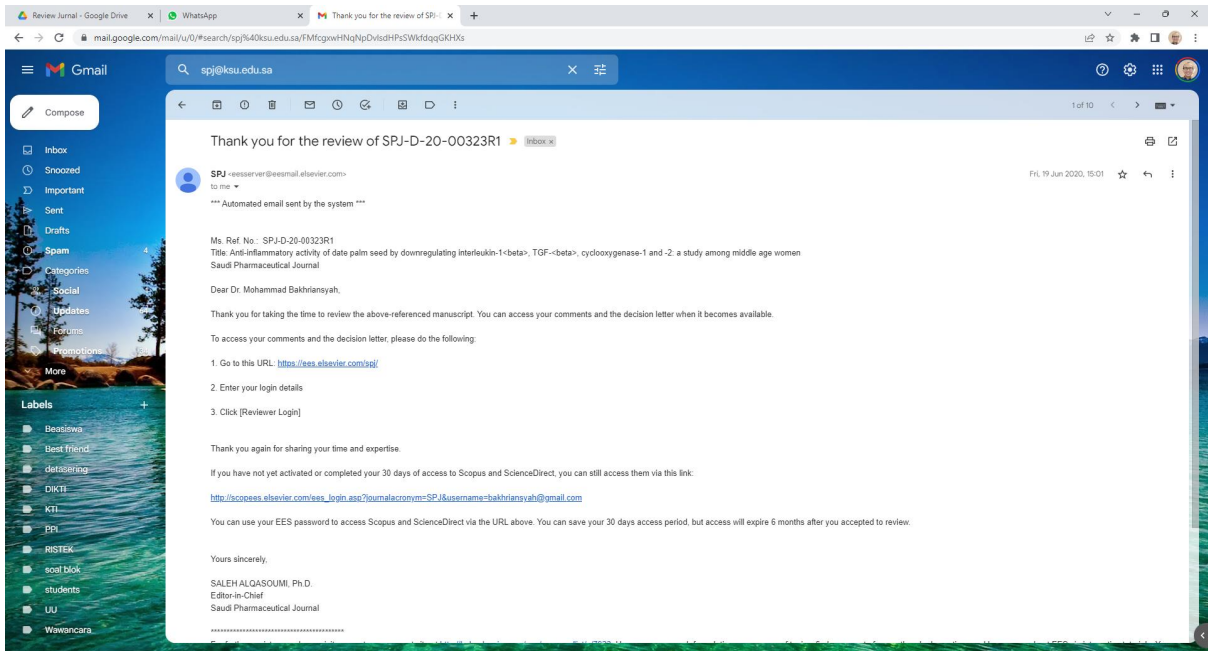 Review Jurnal - Google Drive
WhatsApp
Thank you for the review of SPJ-D
mail.google.com/mail/u/0/#search/spj%40ksu.edu.sa/FMfcgxwHNqNpDvlsdHPsSWkfdqqGKHXs
Gmail
spj@ksu.edu.sa
Compose
1 of 10
Inbox
Snoozed
Important
Sent
Drafts
Spam 4
Categories
Social
Updates
Forums
Promotions
More
Labels
Beasiswa
Best friend
detasering
DIKTI
KTI
PPI
RISTEK
soal blok
students
UU
Wawancara
Thank you for the review of SPJ-D-20-00323R1 Inbox x
SPJ <eesserver@eesmail.elsevier.com>
Fri, 19 Jun 2020, 15:01
to me
*** Automated email sent by the system ***
Ms. Ref. No.: SPJ-D-20-00323R1
Title: Anti-inflammatory activity of date palm seed by downregulating interleukin-1<beta>, TGF-<beta>, cyclooxygenase-1 and -2: a study among middle age women
Saudi Pharmaceutical Journal
Dear Dr. Mohammad Bakhriansyah,
Thank you for taking the time to review the above-referenced manuscript. You can access your comments and the decision letter when it becomes available.
To access your comments and the decision letter, please do the following:
1. Go to this URL: https://ees.elsevier.com/spj/
2. Enter your login details
3. Click [Reviewer Login]
Thank you again for sharing your time and expertise.
If you have not yet activated or completed your 30 days of access to Scopus and ScienceDirect, you can still access them via this link:
http://scopees.elsevier.com/ees_login.asp?journalacronym=SPJ&username=bakhriansyah@gmail.com
You can use your EES password to access Scopus and ScienceDirect via the URL above. You can save your 30 days access period, but access will expire 6 months after you accepted to review.
Yours sincerely,
SALEH ALQASOUMI, Ph.D.
Editor-in-Chief
Saudi Pharmaceutical Journal
******************************************